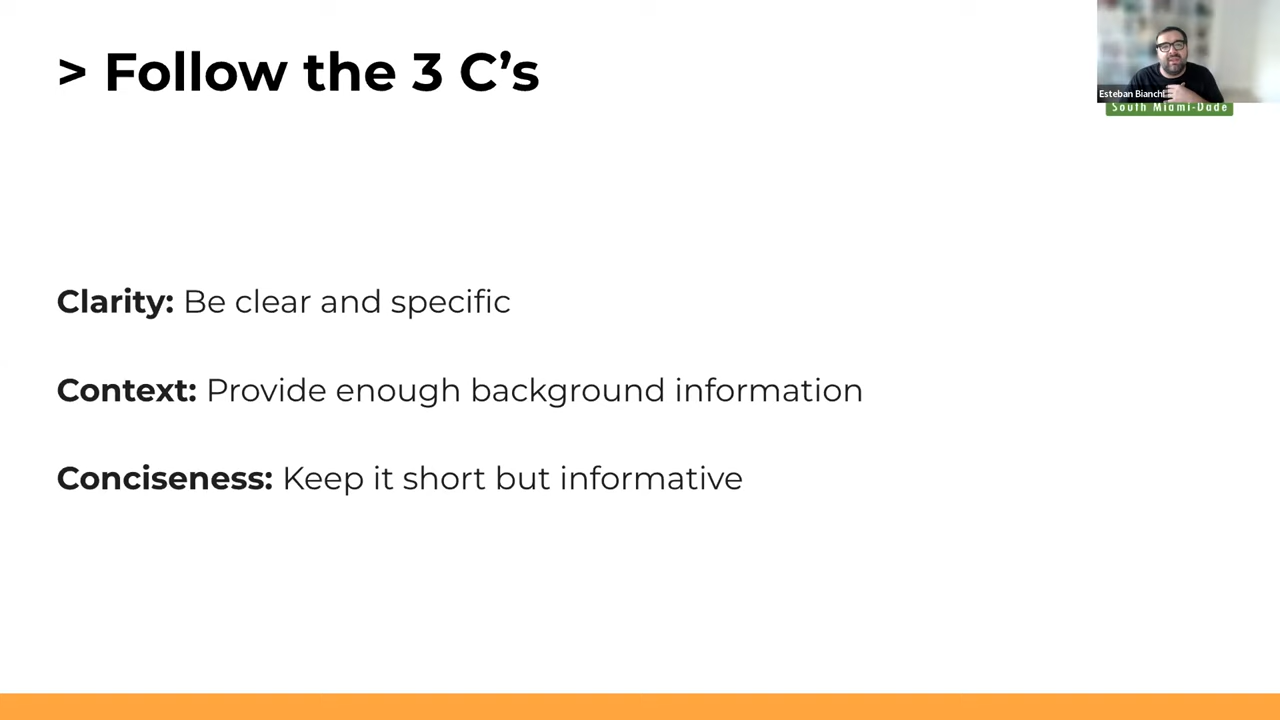 > Follow the 3 C’s
Esteban Bianchi
South Miami-Dade
Clarity: Be clear and specific
Context: Provide enough background information
Conciseness: Keep it short but informative